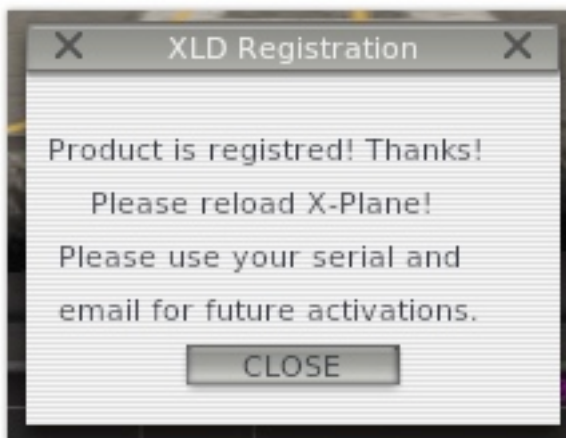 XLD Registration
Product is registred! Thanks!
Please reload X-Plane!
Please use your serial and
email for future activations.
CLOSE